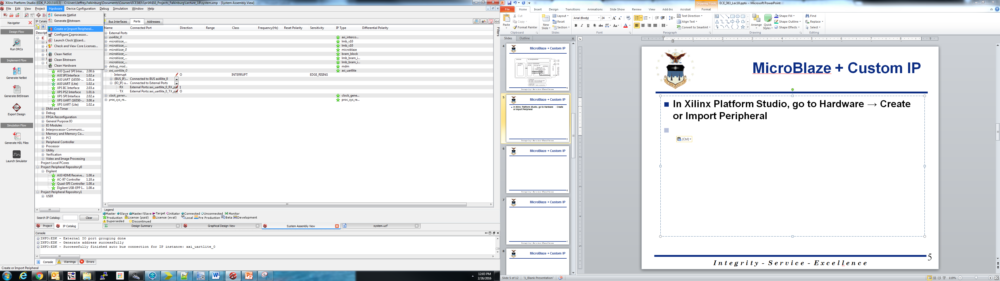 Xilinx Platform Studio (EDK_P.20131013) - C:\Users\Jeffrey.Falkinburg\Documents\Courses\ECE383\Spr16\ISE_Projects_Falkinburg\Lecture_18\system.xmp - [System Assembly View]
File Edit View Project Hardware Device Configuration Debug Simulation Window Help
Navigator
Design Flow
Run DRCs
Implement Flow
Generate Netlist
Generate BitStream
Export Design
Simulation Flow
Generate HDL Files
Launch Simulator
IP Catalo
Descript
Generate Netlist
Generate Bitstream
Create or Import Peripheral...
Configure Coprocessor...
Launch Clock Wizard...
Check and View Core Licenses...
Clean Netlist
Clean Bitstream
Clean Hardware
AXI Quad SPI Inter... 2.00.b
AXI SPI Interface 1.02.a
AXI UART (16550-... 1.01.a
AXI UART (Lite) 1.02.a
XPS IIC Interface 2.03.a
XPS PS2 Interface 1.01.b
XPS SPI Interface 2.02.a
XPS UART (16550-... 3.00.a
XPS UART (Lite) 1.02.a
DMA and Timer
Debug
FPGA Reconfiguration
General Purpose IO
IO Modules
Interprocessor Communic...
Memory and Memory Co...
PCI
Peripheral Controller
Processor
Utility
Verification
Video and Image Processing
Project Local PCores
Project Peripheral Repository0
Digilent
AXI HDMI Receive... 1.00.a
AC-97 Controller 1.10.a
Quad-SPI Controller 1.00.a
Digilent USB-EPP I... 1.00.a
Project Peripheral Repository1
USER
Search IP Catalog: Clear
Project IP Catalog
Bus Interfaces Ports Addresses
Name Connected Port Direction Range Class Frequency(Hz) Reset Polarity Sensitivity IP Type Differential Polarity
External Ports
axi4lite_0 axi_interco...
microblaze_... lmb_v10
microblaze_... lmb_v10
microblaze_0 microblaze
microblaze_... bram_block
microblaze_... lmb_bram_i...
microblaze_... lmb_bram_i...
debug_mod... mdm
axi_uartlite_0 axi_uartlite
Interrupt O INTERRUPT EDGE_RISING
(BUS_IF)... Connected to BUS axi4lite_0
(IO_IF) u... Connected to External Ports
RX External Ports::axi_uartlite_0_RX_pi I
TX External Ports::axi_uartlite_0_TX_pi O
clock_gener... clock_gene...
proc_sys_re... proc_sys_re...
Filters
Legend
Master Slave Master/Slave Target Initiator Connected Unconnected Monitor
Production License (paid) License (eval) Local Pre Production Beta Development
Superseded Discontinued
Design Summary Graphical Design View System Assembly View system.ucf
Console
INFO:EDK - External IO port grouping done
INFO:EDK - Generate address successfully
INFO:EDK - Successfully finished auto bus connection for IP instance: axi_uartlite_0
Console Warnings Errors
Create or Import Peripheral
12:03 PM
2/26/2016
ECE_383_Lec18.pptx - Microsoft PowerPoint
Drawing Tools
File Home Insert Design Transitions Animations Slide Show Review View Add-Ins Acrobat Format
Paste Cut Copy Format Painter
Clipboard
New Slide Layout Reset Section
Slides
Arial (Body) 24
Font
Text Direction
Align Text
Convert to SmartArt
Paragraph
Arrange Quick Styles
Shape Fill
Shape Outline
Shape Effects
Drawing
Find
Replace
Select
Editing
Slides Outline
4 MicroBlaze + Custom IP
5 MicroBlaze + Custom IP
In Xilinx Platform Studio, go to Hardware → Create
or Import Peripheral
6 MicroBlaze + Custom IP
7 MicroBlaze + Custom IP
8 MicroBlaze + Custom IP
MicroBlaze + Custom IP
In Xilinx Platform Studio, go to Hardware → Create
or Import Peripheral
(Ctrl)
5
Integrity - Service - Excellence
Slide 5 of 12 "1_Blank Presentation" 119%